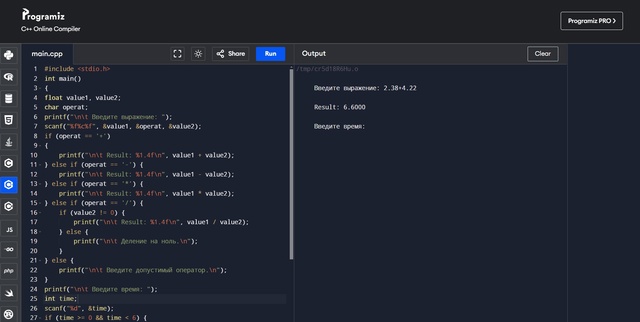 Programiz
C++ Online Compiler
Programiz PRO >
main.cpp
Share
Run
Output
Clear
1 #include <stdio.h>
2 int main()
3 {
4 float value1, value2;
5 char operat;
6 printf("\n\t Введите выражение: ");
7 scanf("%f%c%f", &value1, &operat, &value2);
8 if (operat == '+')
9 {
10 printf("\n\t Result: %1.4f\n", value1 + value2);
11 } else if (operat == '-') {
12 printf("\n\t Result: %1.4f\n", value1 - value2);
13 } else if (operat == '*') {
14 printf("\n\t Result: %1.4f\n", value1 * value2);
15 } else if (operat == '/') {
16 if (value2 != 0) {
17 printf("\n\t Result: %1.4f\n", value1 / value2);
18 } else {
19 printf("\n\t Деление на ноль.\n");
20 }
21 } else {
22 printf("\n\t Введите допустимый оператор.\n");
23 }
24 printf("\n\t Введите время: ");
25 int time;
26 scanf("%d", &time);
27 if (time >= 0 && time < 6) {
Введите выражение: 2.38+4.22
Result: 6.6000
Введите время:
JS
php